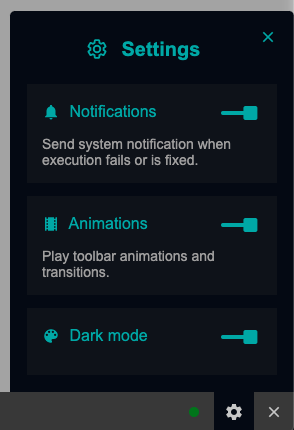 Settings
Notifications
Send system notification when
execution fails or is fixed.
Animations
Play toolbar animations and
transitions.
Dark mode